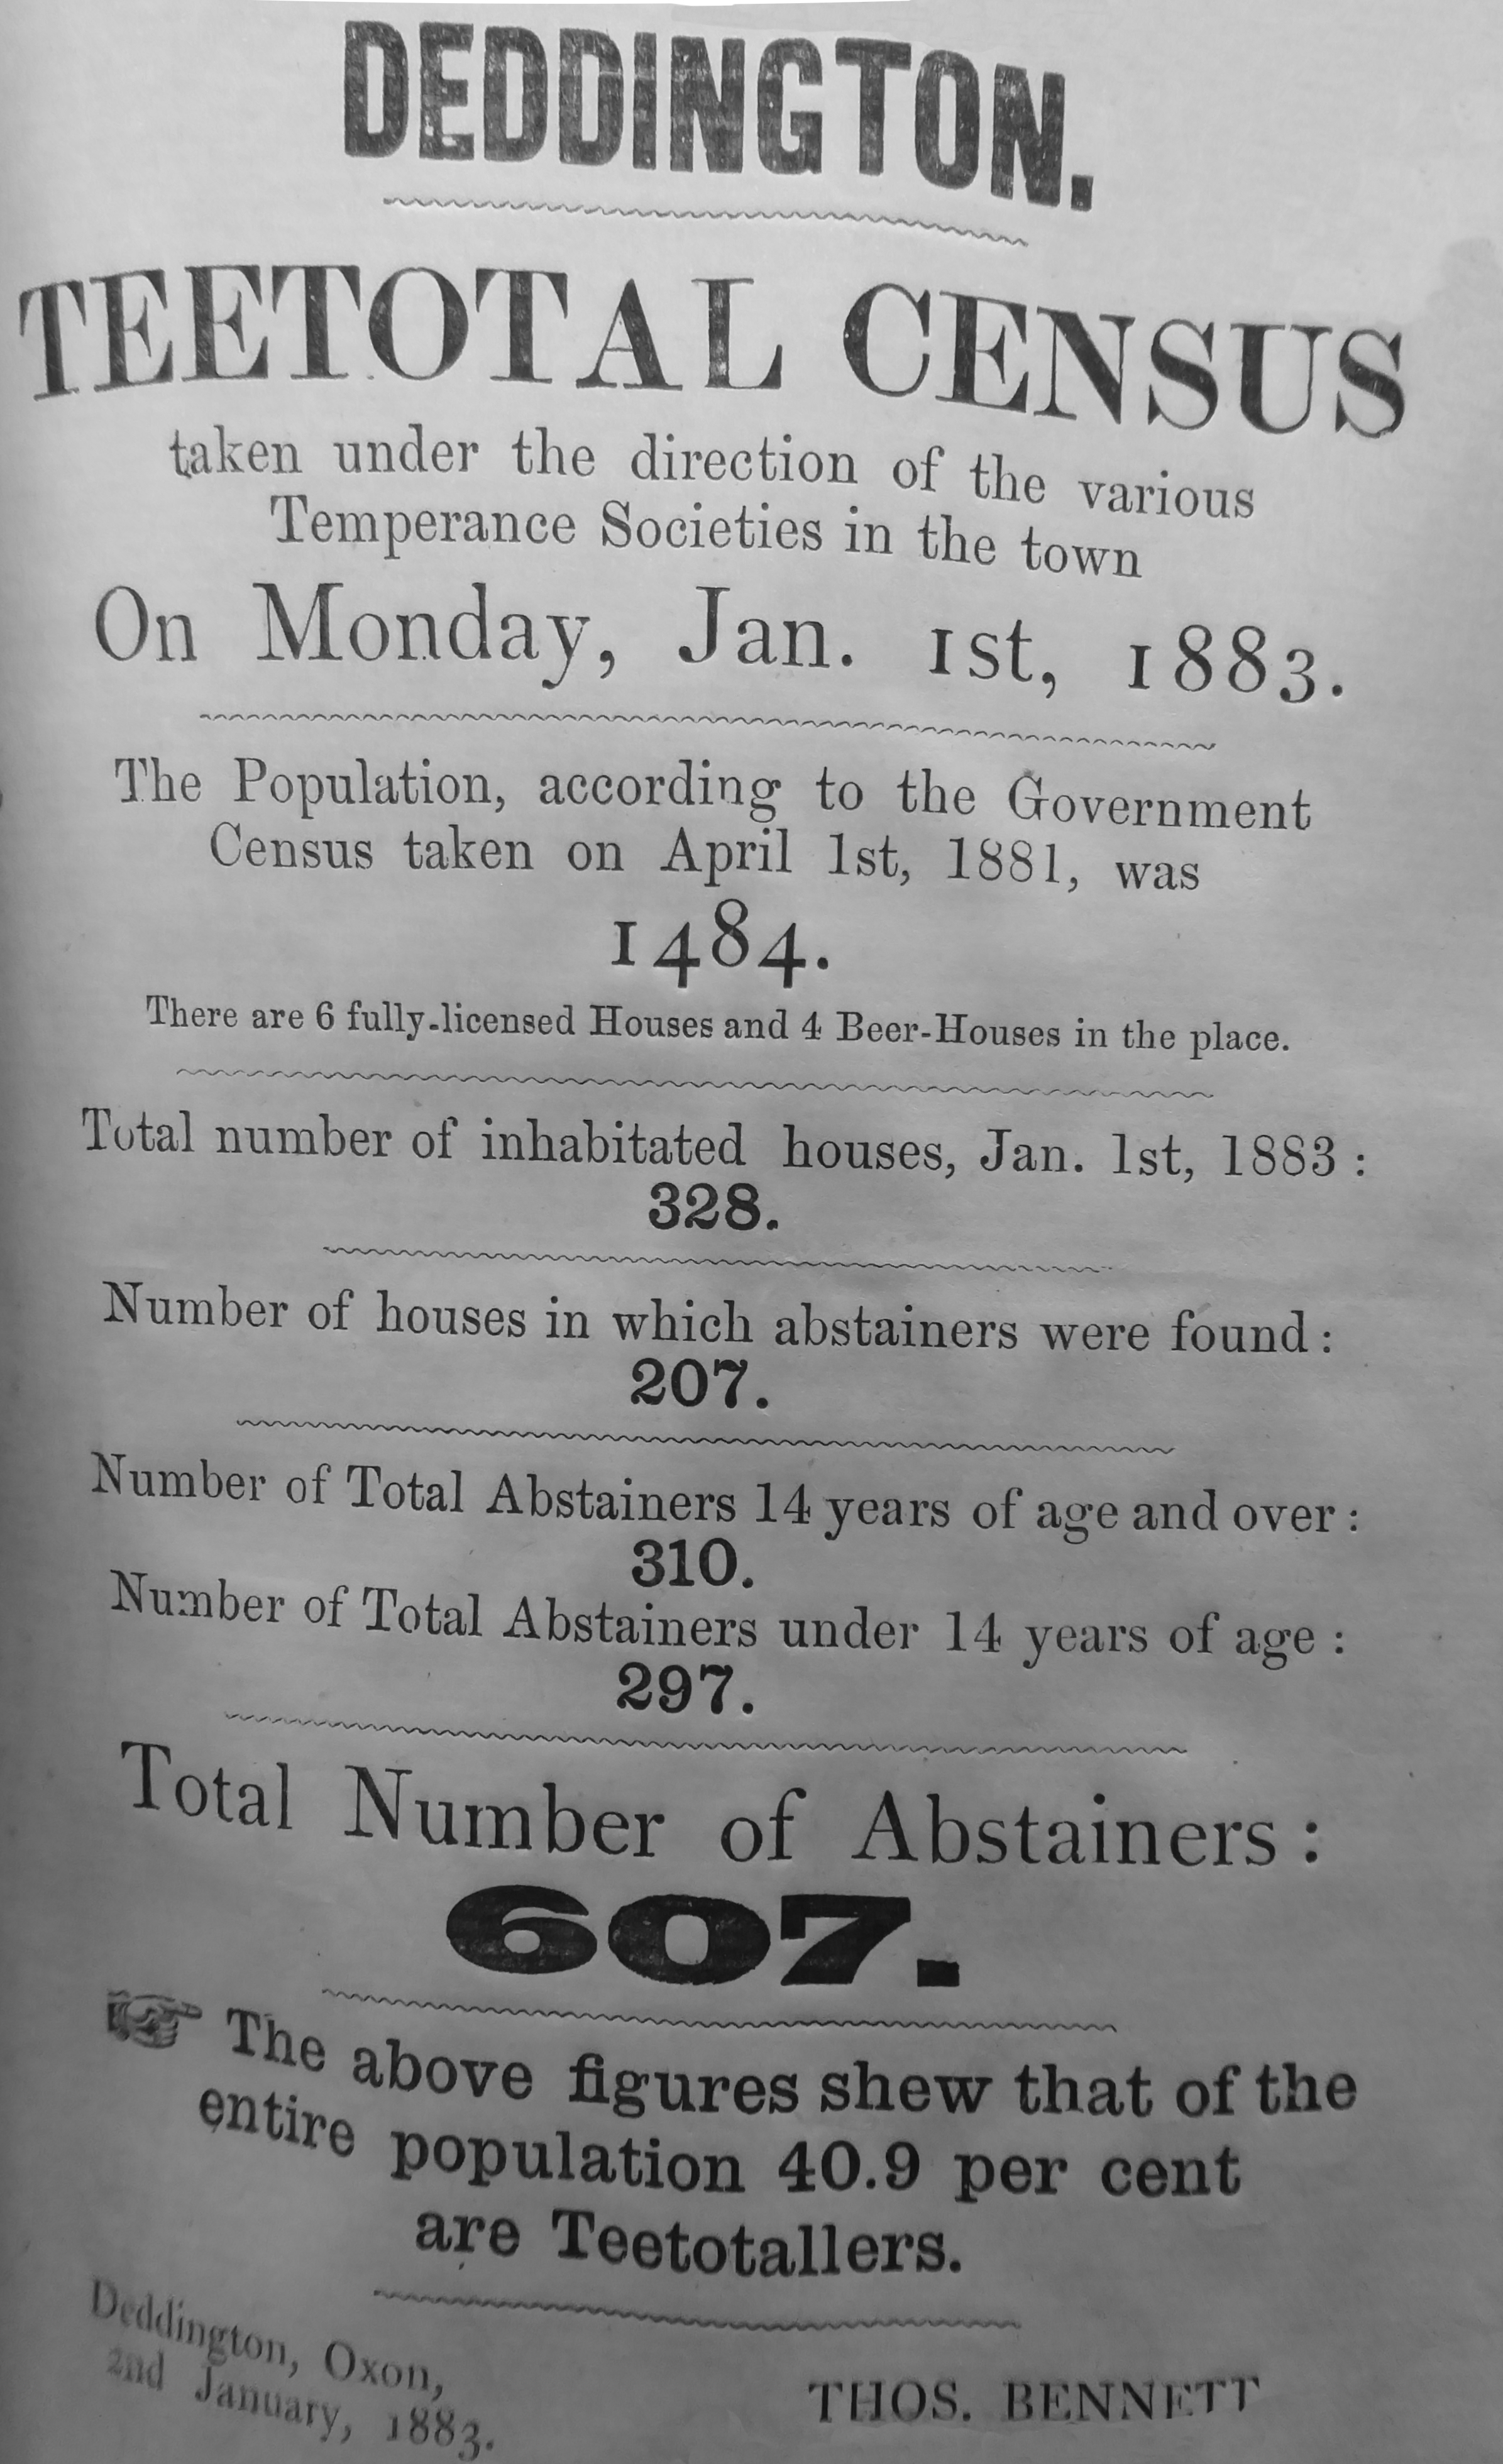 DEDDINGTON.
TEETOTAL CENSUS
taken under the direction of the various
Temperance Societies in the town
On Monday, Jan. 1st, 1883.
The Population, according to the Government
Census taken on April 1st, 1881, was
1484.
There are 6 fully-licensed Houses and 4 Beer-Houses in the place.
Total number of inhabitated houses, Jan. 1st, 1883 :
328.
Number of houses in which abstainers were found :
207.
Number of Total Abstainers 14 years of age and over :
310.
Number of Total Abstainers under 14 years of age :
297.
Total Number of Abstainers :
607.
☞ The above figures shew that of the
entire population 40.9 per cent
are Teetotallers.
Deddington, Oxon,
2nd January, 1883.
THOS. BENNETT